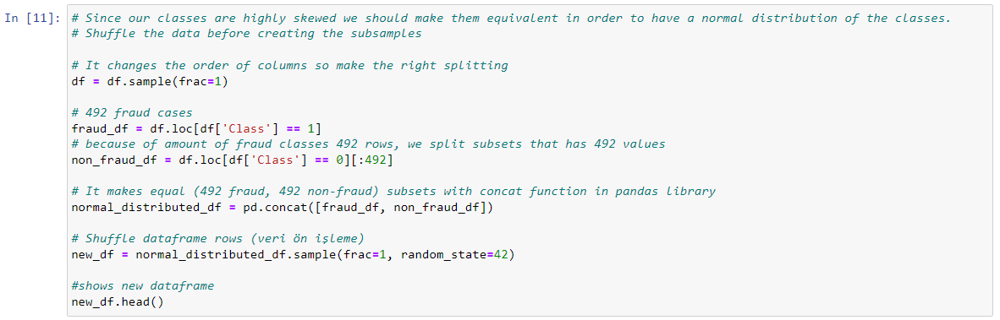 In [11]: # Since our classes are highly skewed we should make them equivalent in order to have a normal distribution of the classes.
# Shuffle the data before creating the subsamples
# It changes the order of columns so make the right splitting
df = df.sample(frac=1)
# 492 fraud cases
fraud_df = df.loc[df['Class'] == 1]
# because of amount of fraud classes 492 rows, we split subsets that has 492 values
non_fraud_df = df.loc[df['Class'] == 0][:492]
# It makes equal (492 fraud, 492 non-fraud) subsets with concat function in pandas library
normal_distributed_df = pd.concat([fraud_df, non_fraud_df])
# Shuffle dataframe rows (veri ön işleme)
new_df = normal_distributed_df.sample(frac=1, random_state=42)
#shows new dataframe
new_df.head()